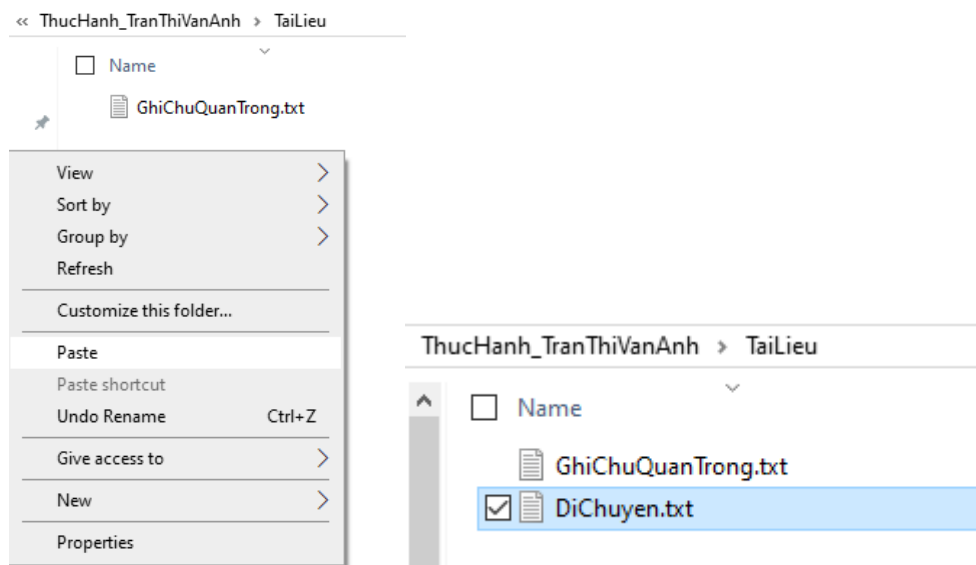 « ThucHanh_TranThiVanAnh > TaiLieu
Name
GhiChuQuanTrong.txt
View >
Sort by >
Group by >
Refresh
Customize this folder...
Paste
Paste shortcut
Undo Rename Ctrl+Z
Give access to >
New >
Properties
ThucHanh_TranThiVanAnh > TaiLieu
Name
GhiChuQuanTrong.txt
DiChuyen.txt